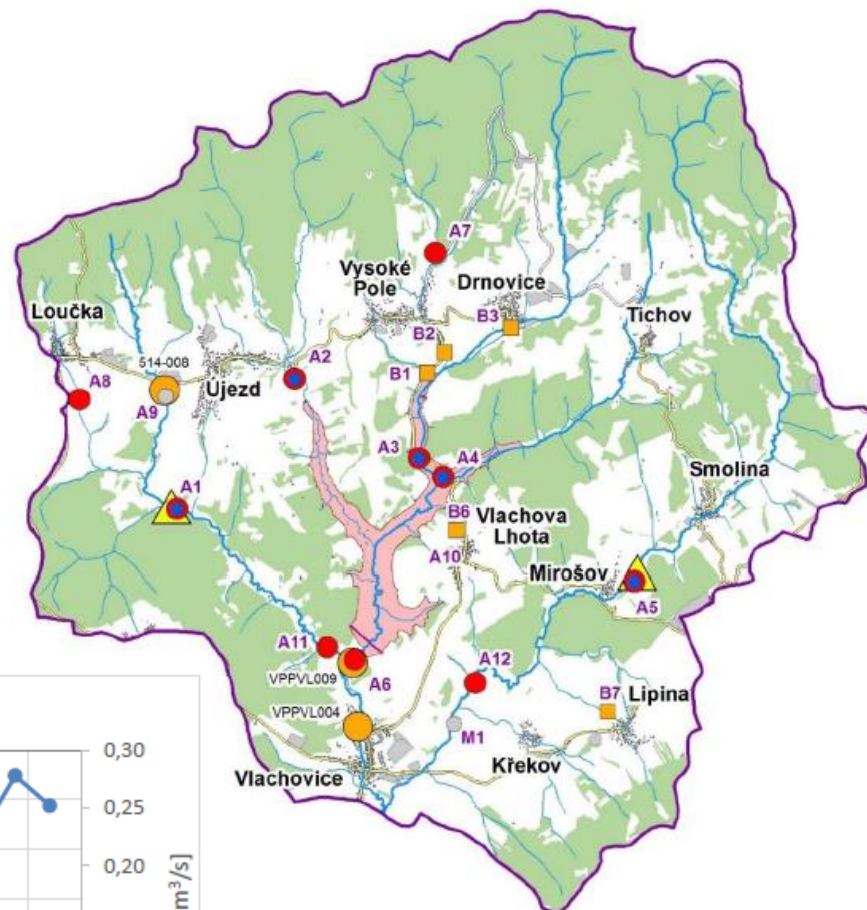 A7
Vysoké
Pole
Drnovice
Loučka
B3
Tichov
B2
514-008
A2
Újezd
B1
A8
A9
A3
A4
Smolina
A1
B6
Vlachova
Lhota
A10
Mirošov
A5
A11
A12
VPPVL009
A6
B7
Lipina
VPPVL004
M1
Křekov
Vlachovice
0,30
0,25
0,20
m³/s]